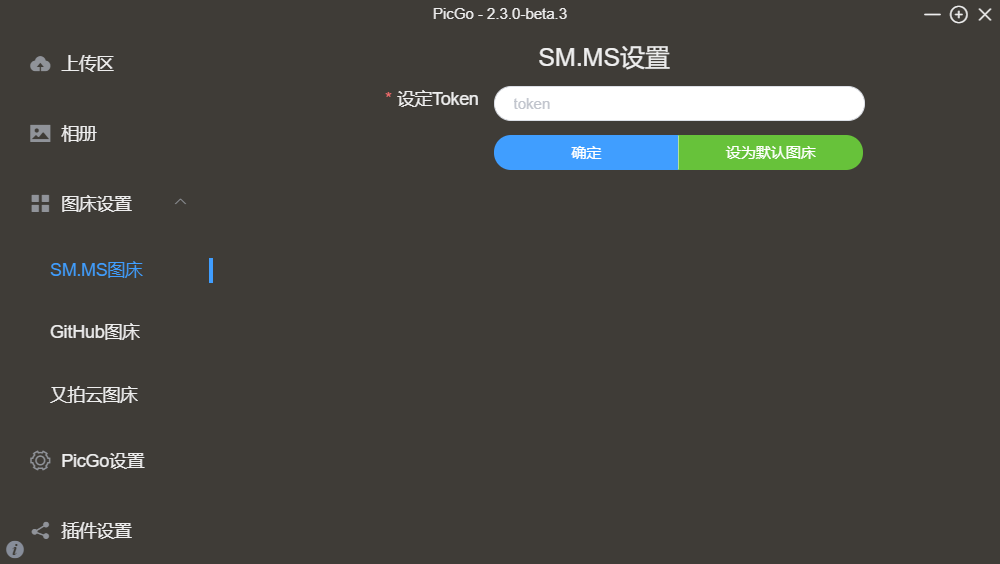 PicGo - 2.3.0-beta.3
上传区
相册
图床设置
SM.MS图床
GitHub图床
又拍云图床
PicGo设置
插件设置
SM.MS设置
* 设定Token
token
确定
设为默认图床